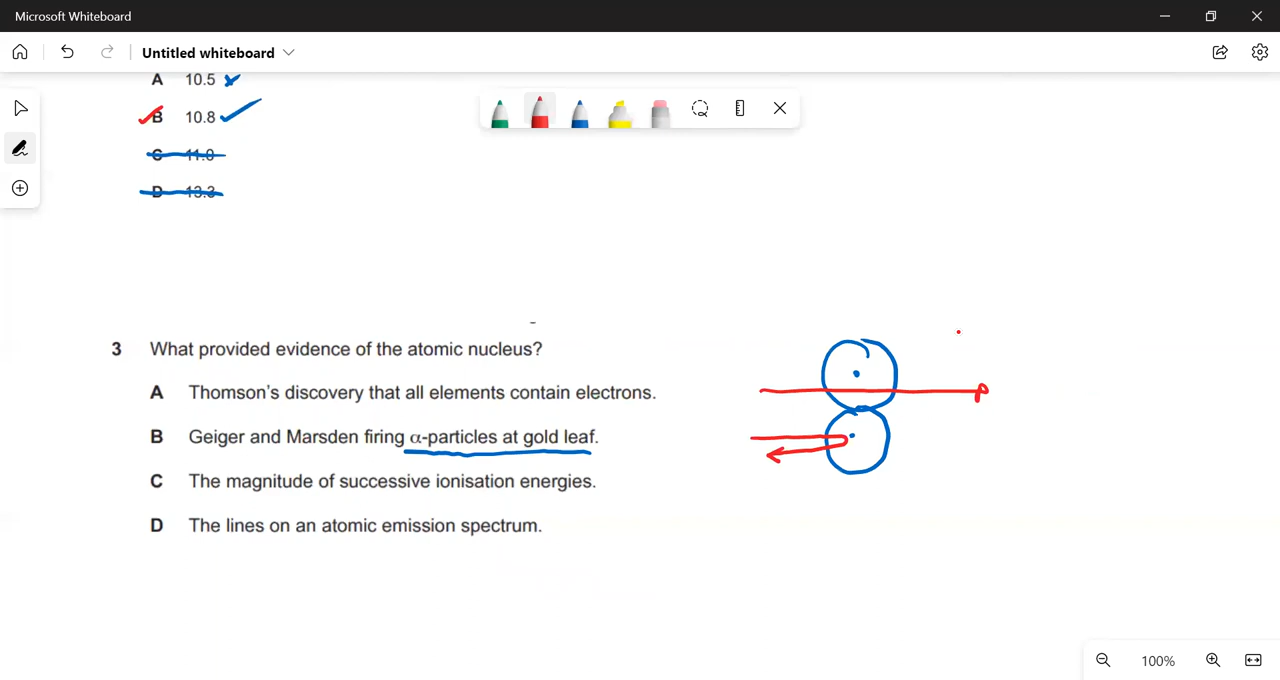 Microsoft Whiteboard
Untitled whiteboard
A 10.5
B 10.8
C 11.0
D 13.3
3 What provided evidence of the atomic nucleus?
A Thomson's discovery that all elements contain electrons.
B Geiger and Marsden firing α-particles at gold leaf.
C The magnitude of successive ionisation energies.
D The lines on an atomic emission spectrum.
100%